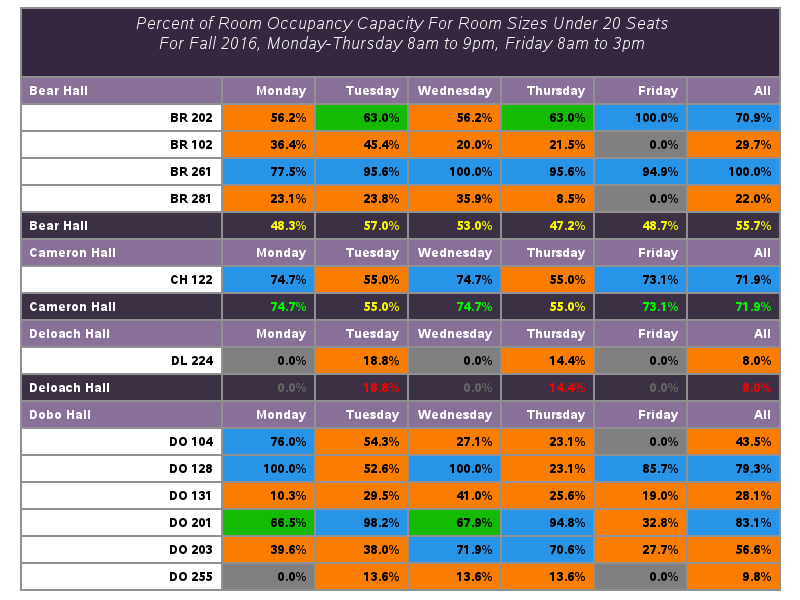 Percent of Room Occupancy Capacity For Room Sizes Under 20 Seats
For Fall 2016, Monday-Thursday 8am to 9pm, Friday 8am to 3pm
Bear Hall Monday Tuesday Wednesday Thursday Friday All
BR 202 56.2% 63.0% 56.2% 63.0% 100.0% 70.9%
BR 102 36.4% 45.4% 20.0% 21.5% 0.0% 29.7%
BR 261 77.5% 95.6% 100.0% 95.6% 94.9% 100.0%
BR 281 23.1% 23.8% 35.9% 8.5% 0.0% 22.0%
Bear Hall 48.3% 57.0% 53.0% 47.2% 48.7% 55.7%
Cameron Hall Monday Tuesday Wednesday Thursday Friday All
CH 122 74.7% 55.0% 74.7% 55.0% 73.1% 71.9%
Cameron Hall 74.7% 55.0% 74.7% 55.0% 73.1% 71.9%
Deloach Hall Monday Tuesday Wednesday Thursday Friday All
DL 224 0.0% 18.8% 0.0% 14.4% 0.0% 8.0%
Deloach Hall 0.0% 18.8% 0.0% 14.4% 0.0% 8.0%
Dobo Hall Monday Tuesday Wednesday Thursday Friday All
DO 104 76.0% 54.3% 27.1% 23.1% 0.0% 43.5%
DO 128 100.0% 52.6% 100.0% 23.1% 85.7% 79.3%
DO 131 10.3% 29.5% 41.0% 25.6% 19.0% 28.1%
DO 201 66.5% 98.2% 67.9% 94.8% 32.8% 83.1%
DO 203 39.6% 38.0% 71.9% 70.6% 27.7% 56.6%
DO 255 0.0% 13.6% 13.6% 13.6% 0.0% 9.8%